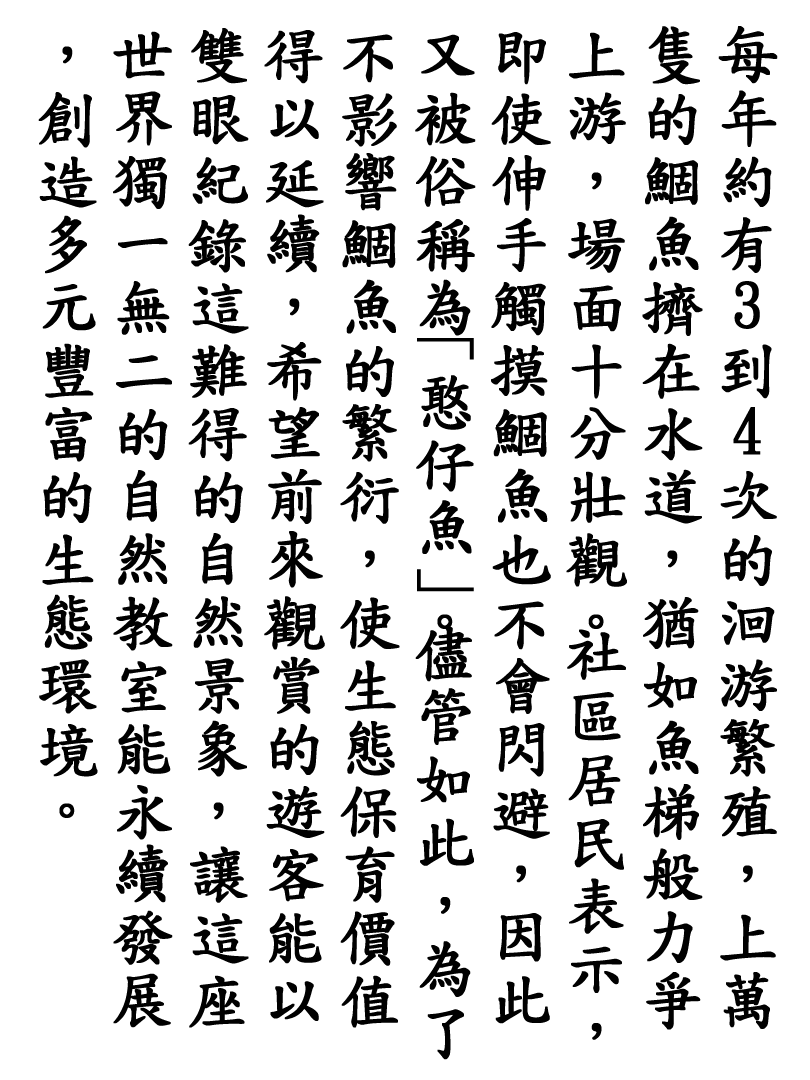 每年約有3到4次的洄游繁殖，上萬
隻的鯝魚擠在水道，猶如魚梯般力爭
上游，場面十分壯觀。社區居民表示，
即使伸手觸摸鯝魚也不會閃避，因此
又被俗稱為「憨仔魚」。儘管如此，為了
不影響鯝魚的繁衍，使生態保育價值
得以延續，希望前來觀賞的遊客能以
雙眼紀錄這難得的自然景象，讓這座
世界獨一無二的自然教室能永續發展
，創造多元豐富的生態環境。